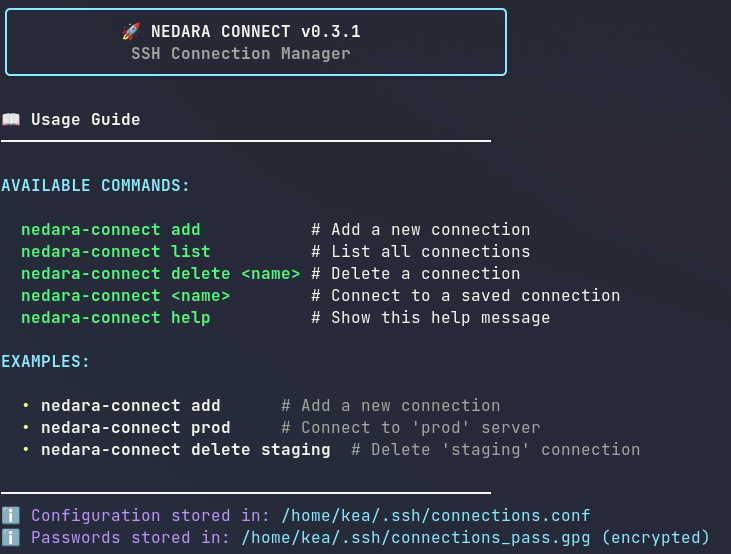 🚀 NEDARA CONNECT v0.3.1
SSH Connection Manager
📖 Usage Guide
AVAILABLE COMMANDS:
nedara-connect add # Add a new connection
nedara-connect list # List all connections
nedara-connect delete <name> # Delete a connection
nedara-connect <name> # Connect to a saved connection
nedara-connect help # Show this help message
EXAMPLES:
• nedara-connect add # Add a new connection
• nedara-connect prod # Connect to 'prod' server
• nedara-connect delete staging # Delete 'staging' connection
ℹ️ Configuration stored in: /home/kea/.ssh/connections.conf
ℹ️ Passwords stored in: /home/kea/.ssh/connections_pass.gpg (encrypted)